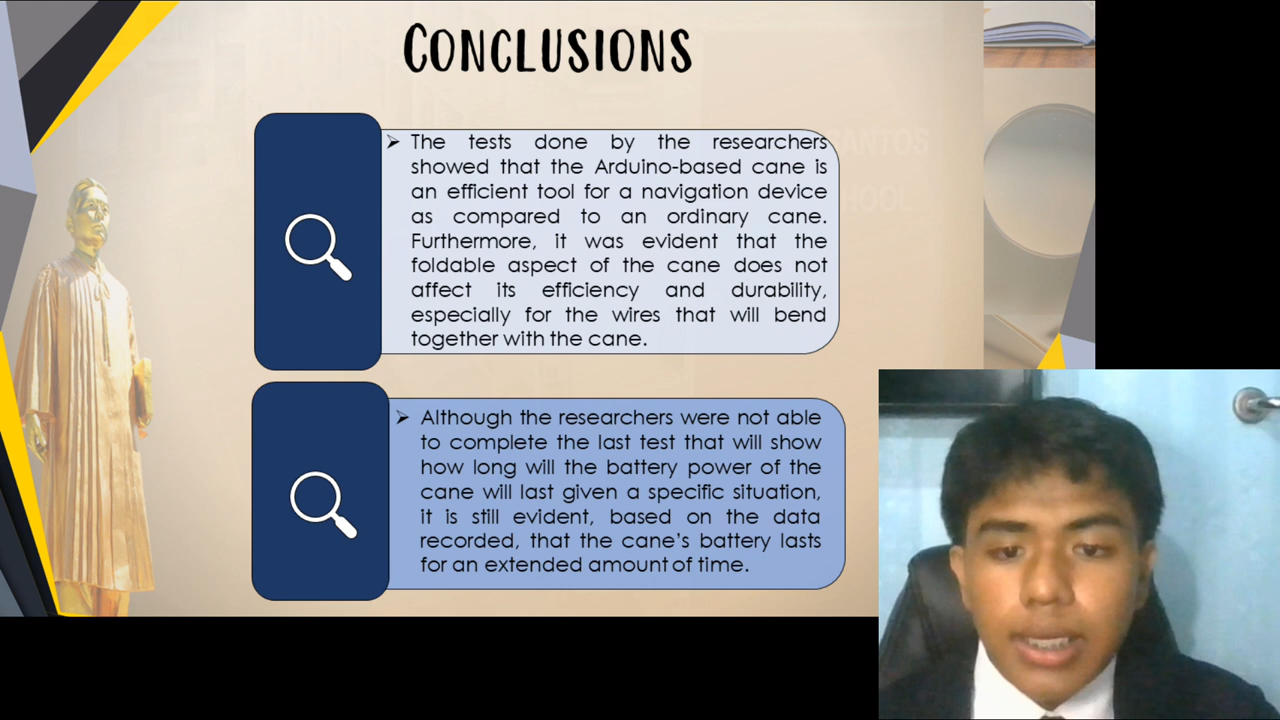 CONCLUSIONS
➢ The tests done by the researchers
showed that the Arduino-based cane is
an efficient tool for a navigation device
as compared to an ordinary cane.
Furthermore, it was evident that the
foldable aspect of the cane does not
affect its efficiency and durability,
especially for the wires that will bend
together with the cane.
➢ Although the researchers were not able
to complete the last test that will show
how long will the battery power of the
cane will last given a specific situation,
it is still evident, based on the data
recorded, that the cane's battery lasts
for an extended amount of time.